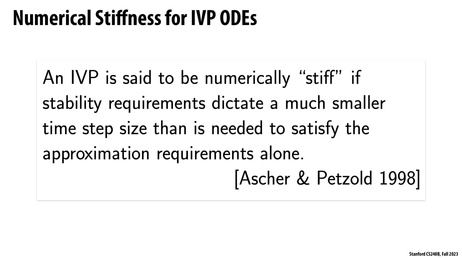 Numerical Stiffness for IVP ODEs
An IVP is said to be numerically “stiff” if
stability requirements dictate a much smaller
time step size than is needed to satisfy the
approximation requirements alone.
[Ascher & Petzold 1998]
Stanford CS248B, Fall 2023